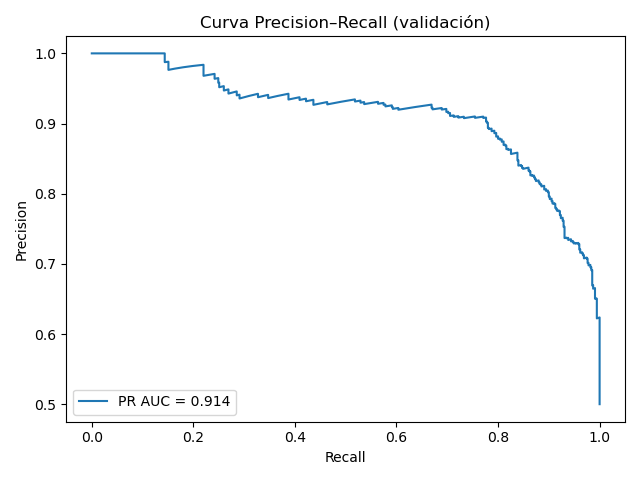 Curva Precision–Recall (validación)
1.0
0.9
0.8
0.7
0.6
0.5
Precision
PR AUC = 0.914
0.0 0.2 0.4 0.6 0.8 1.0
Recall